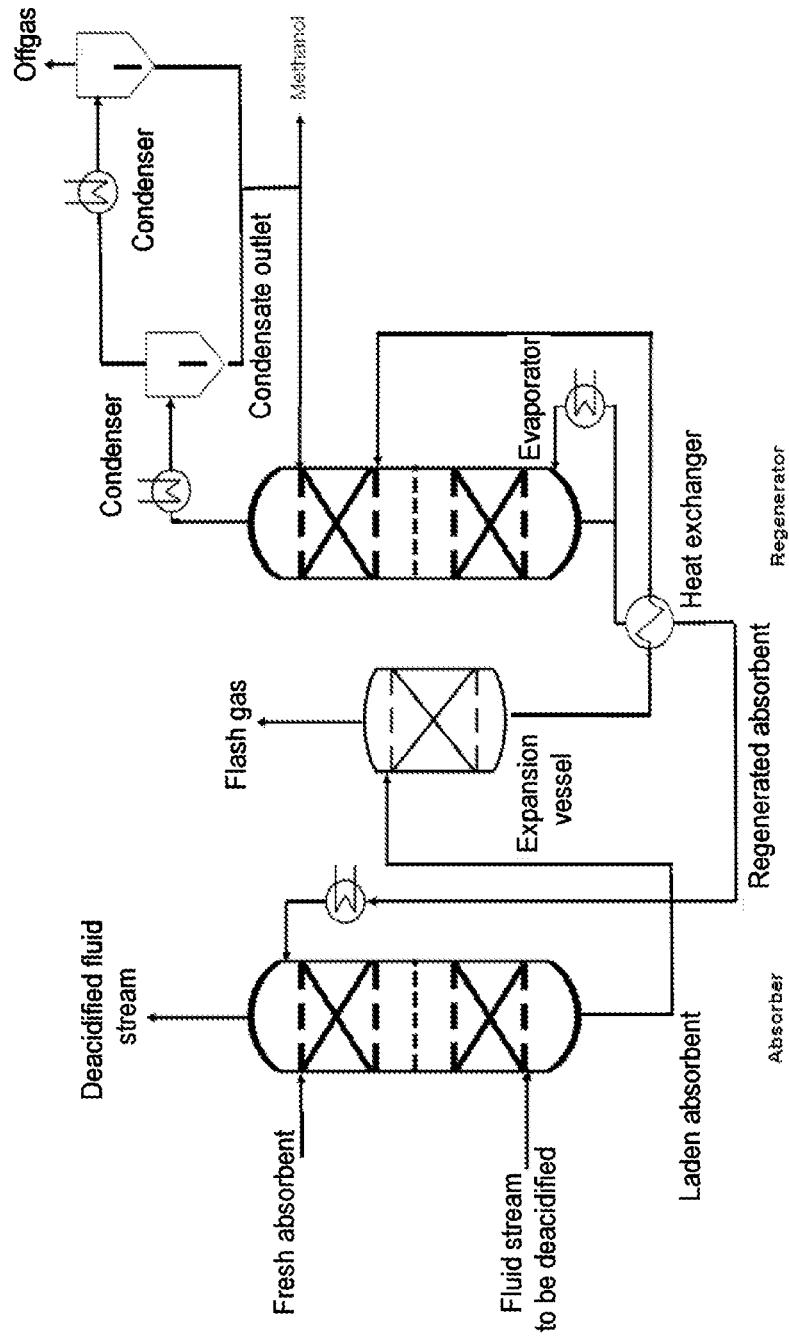 Deacidified fluid
stream
Fresh absorbent
Fluid stream
to be deacidified
Laden absorbent
Absorber
Flash gas
Expansion
vessel
Regenerated absorbent
Heat exchanger
Regenerator
Evaporator
Condenser
Condensate outlet
Condenser
Offgas
Methanol